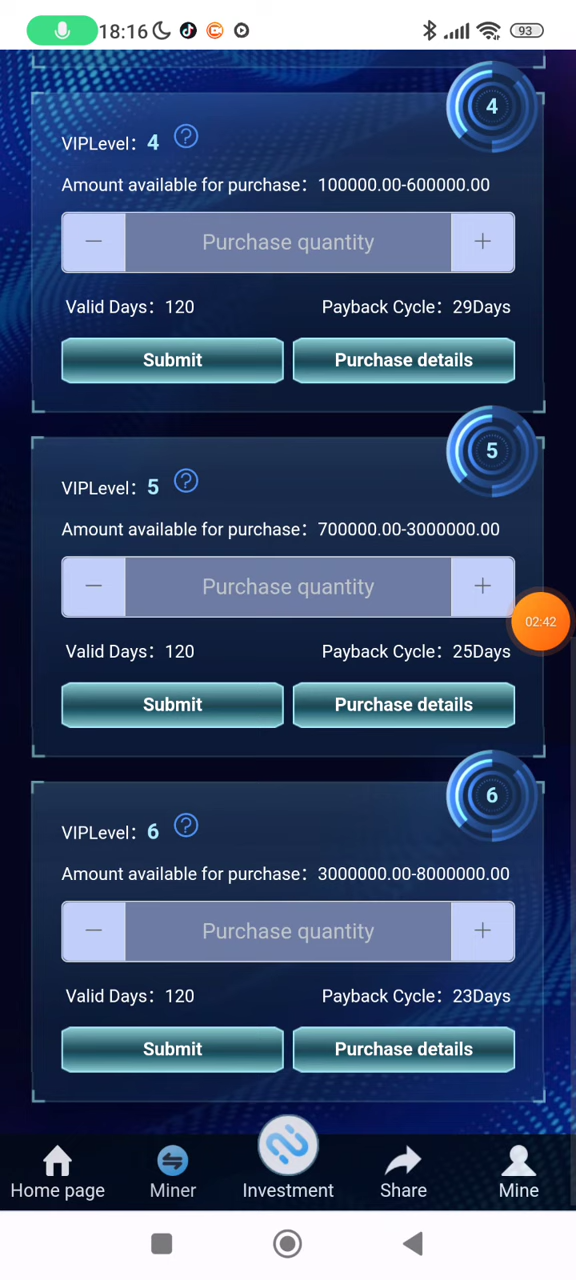 18:16
93
4
VIPLevel：4 ?
Amount available for purchase：100000.00-600000.00
− Purchase quantity +
Valid Days：120 Payback Cycle：29Days
Submit Purchase details
5
VIPLevel：5 ?
Amount available for purchase：700000.00-3000000.00
− Purchase quantity +
02:42
Valid Days：120 Payback Cycle：25Days
Submit Purchase details
6
VIPLevel：6 ?
Amount available for purchase：3000000.00-8000000.00
− Purchase quantity +
Valid Days：120 Payback Cycle：23Days
Submit Purchase details
Home page Miner Investment Share Mine